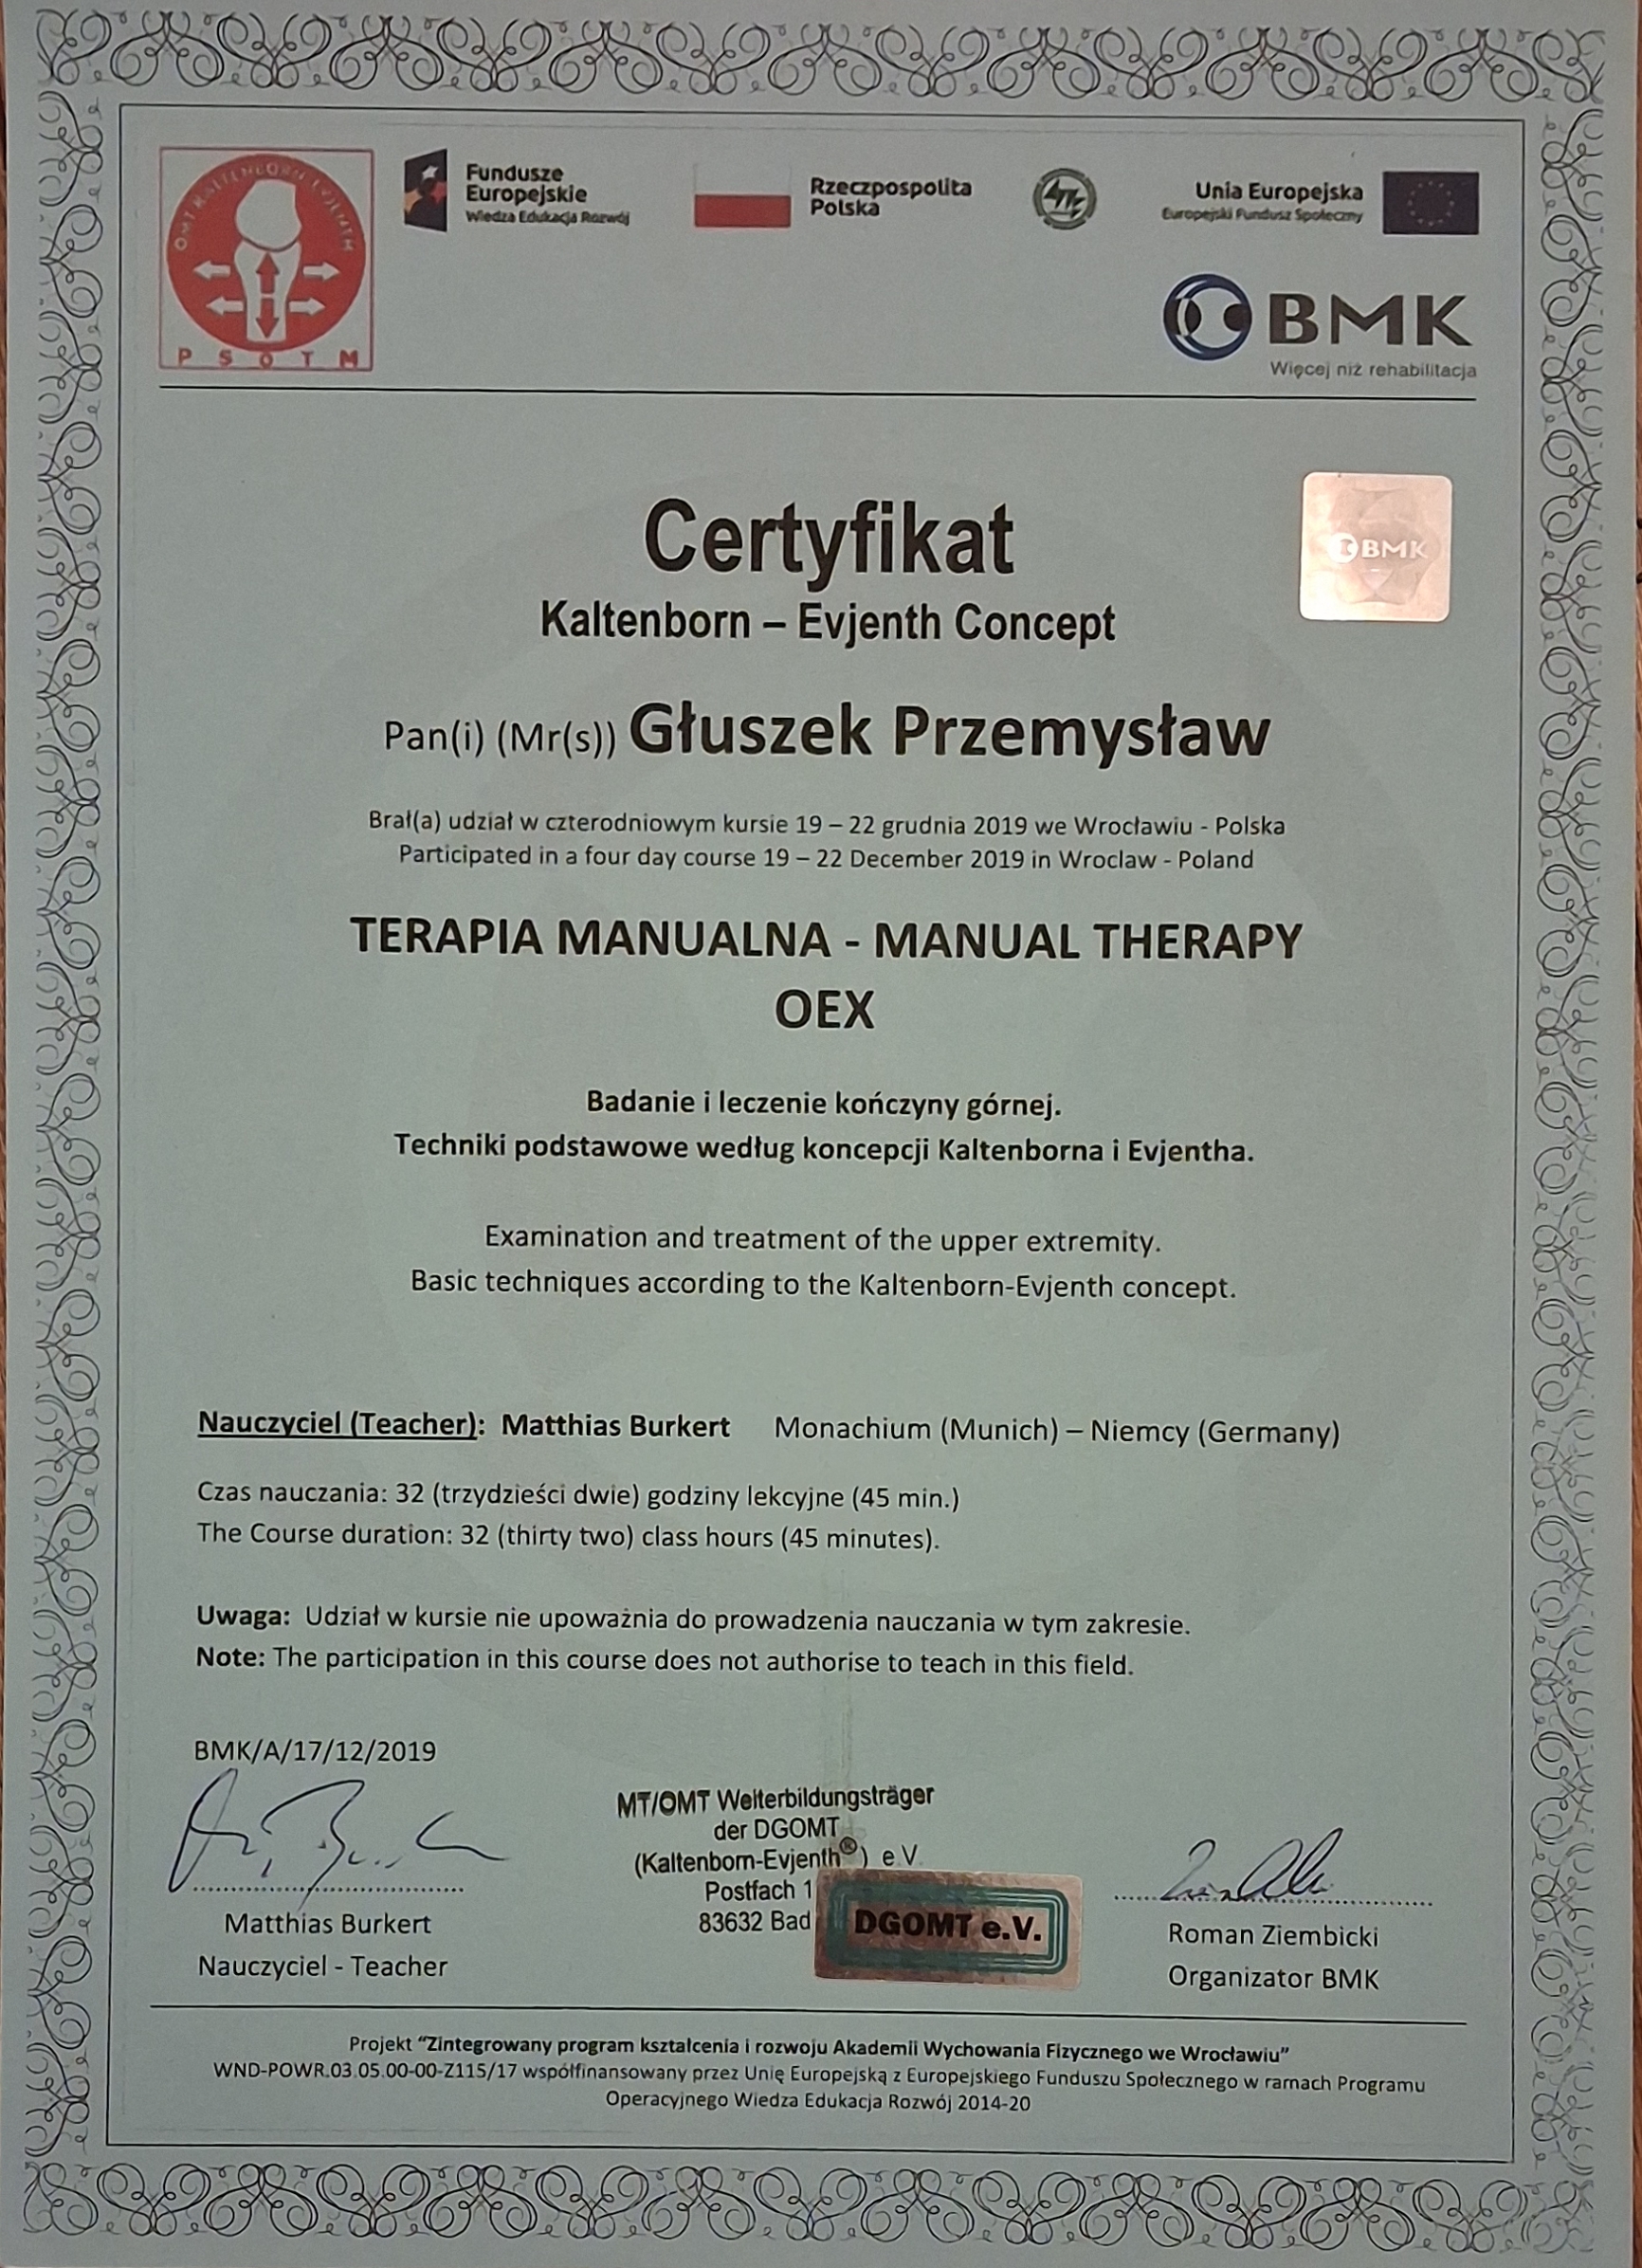 OMT KALTENBORN EVJENTH
P S O T M
Fundusze
Europejskie
Wiedza Edukacja Rozwój
Rzeczpospolita
Polska
Unia Europejska
Europejski Fundusz Społeczny
BMK
Więcej niż rehabilitacja
Certyfikat
BMK
Kaltenborn – Evjenth Concept
Pan(i) (Mr(s)) Głuszek Przemysław
Brał(a) udział w czterodniowym kursie 19 – 22 grudnia 2019 we Wrocławiu - Polska
Participated in a four day course 19 – 22 December 2019 in Wroclaw - Poland
TERAPIA MANUALNA - MANUAL THERAPY
OEX
Badanie i leczenie kończyny górnej.
Techniki podstawowe według koncepcji Kaltenborna i Evjentha.
Examination and treatment of the upper extremity.
Basic techniques according to the Kaltenborn-Evjenth concept.
Nauczyciel (Teacher): Matthias Burkert Monachium (Munich) – Niemcy (Germany)
Czas nauczania: 32 (trzydzieści dwie) godziny lekcyjne (45 min.)
The Course duration: 32 (thirty two) class hours (45 minutes).
Uwaga: Udział w kursie nie upoważnia do prowadzenia nauczania w tym zakresie.
Note: The participation in this course does not authorise to teach in this field.
BMK/A/17/12/2019
MT/OMT Weiterbildungsträger
der DGOMT
(Kaltenborn-Evjenth®) e.V.
Postfach 1
83632 Bad
DGOMT e.V.
Matthias Burkert
Nauczyciel - Teacher
Roman Ziembicki
Organizator BMK
Projekt “Zintegrowany program kształcenia i rozwoju Akademii Wychowania Fizycznego we Wrocławiu”
WND-POWR.03.05.00-00-Z115/17 współfinansowany przez Unię Europejską z Europejskiego Funduszu Społecznego w ramach Programu
Operacyjnego Wiedza Edukacja Rozwój 2014-20